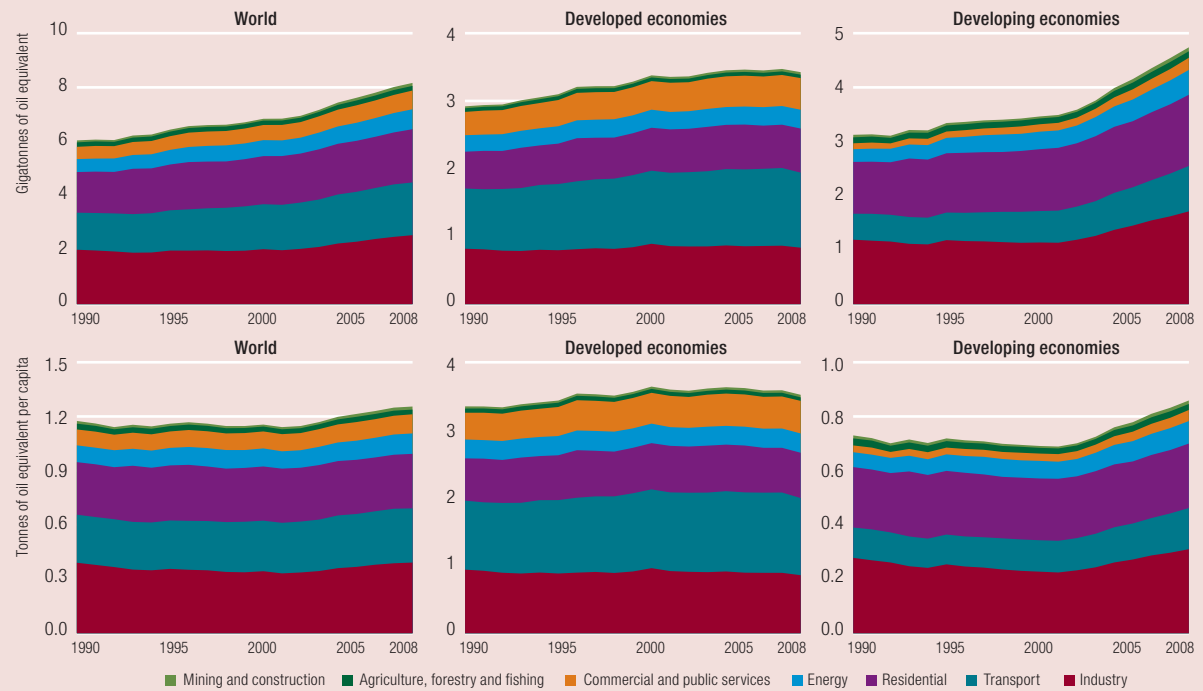 World
Developed economies
Developing economies
Gigatonnes of oil equivalent
10
8
6
4
2
0
4
3
2
1
0
5
4
3
2
1
0
1990 1995 2000 2005 2008
1990 1995 2000 2005 2008
1990 1995 2000 2005 2008
World
Developed economies
Developing economies
Tonnes of oil equivalent per capita
1.5
1.2
0.9
0.6
0.3
0.0
4
3
2
1
0
1.0
0.8
0.6
0.4
0.2
0.0
1990 1995 2000 2005 2008
1990 1995 2000 2005 2008
1990 1995 2000 2005 2008
Mining and construction Agriculture, forestry and fishing Commercial and public services Energy Residential Transport Industry